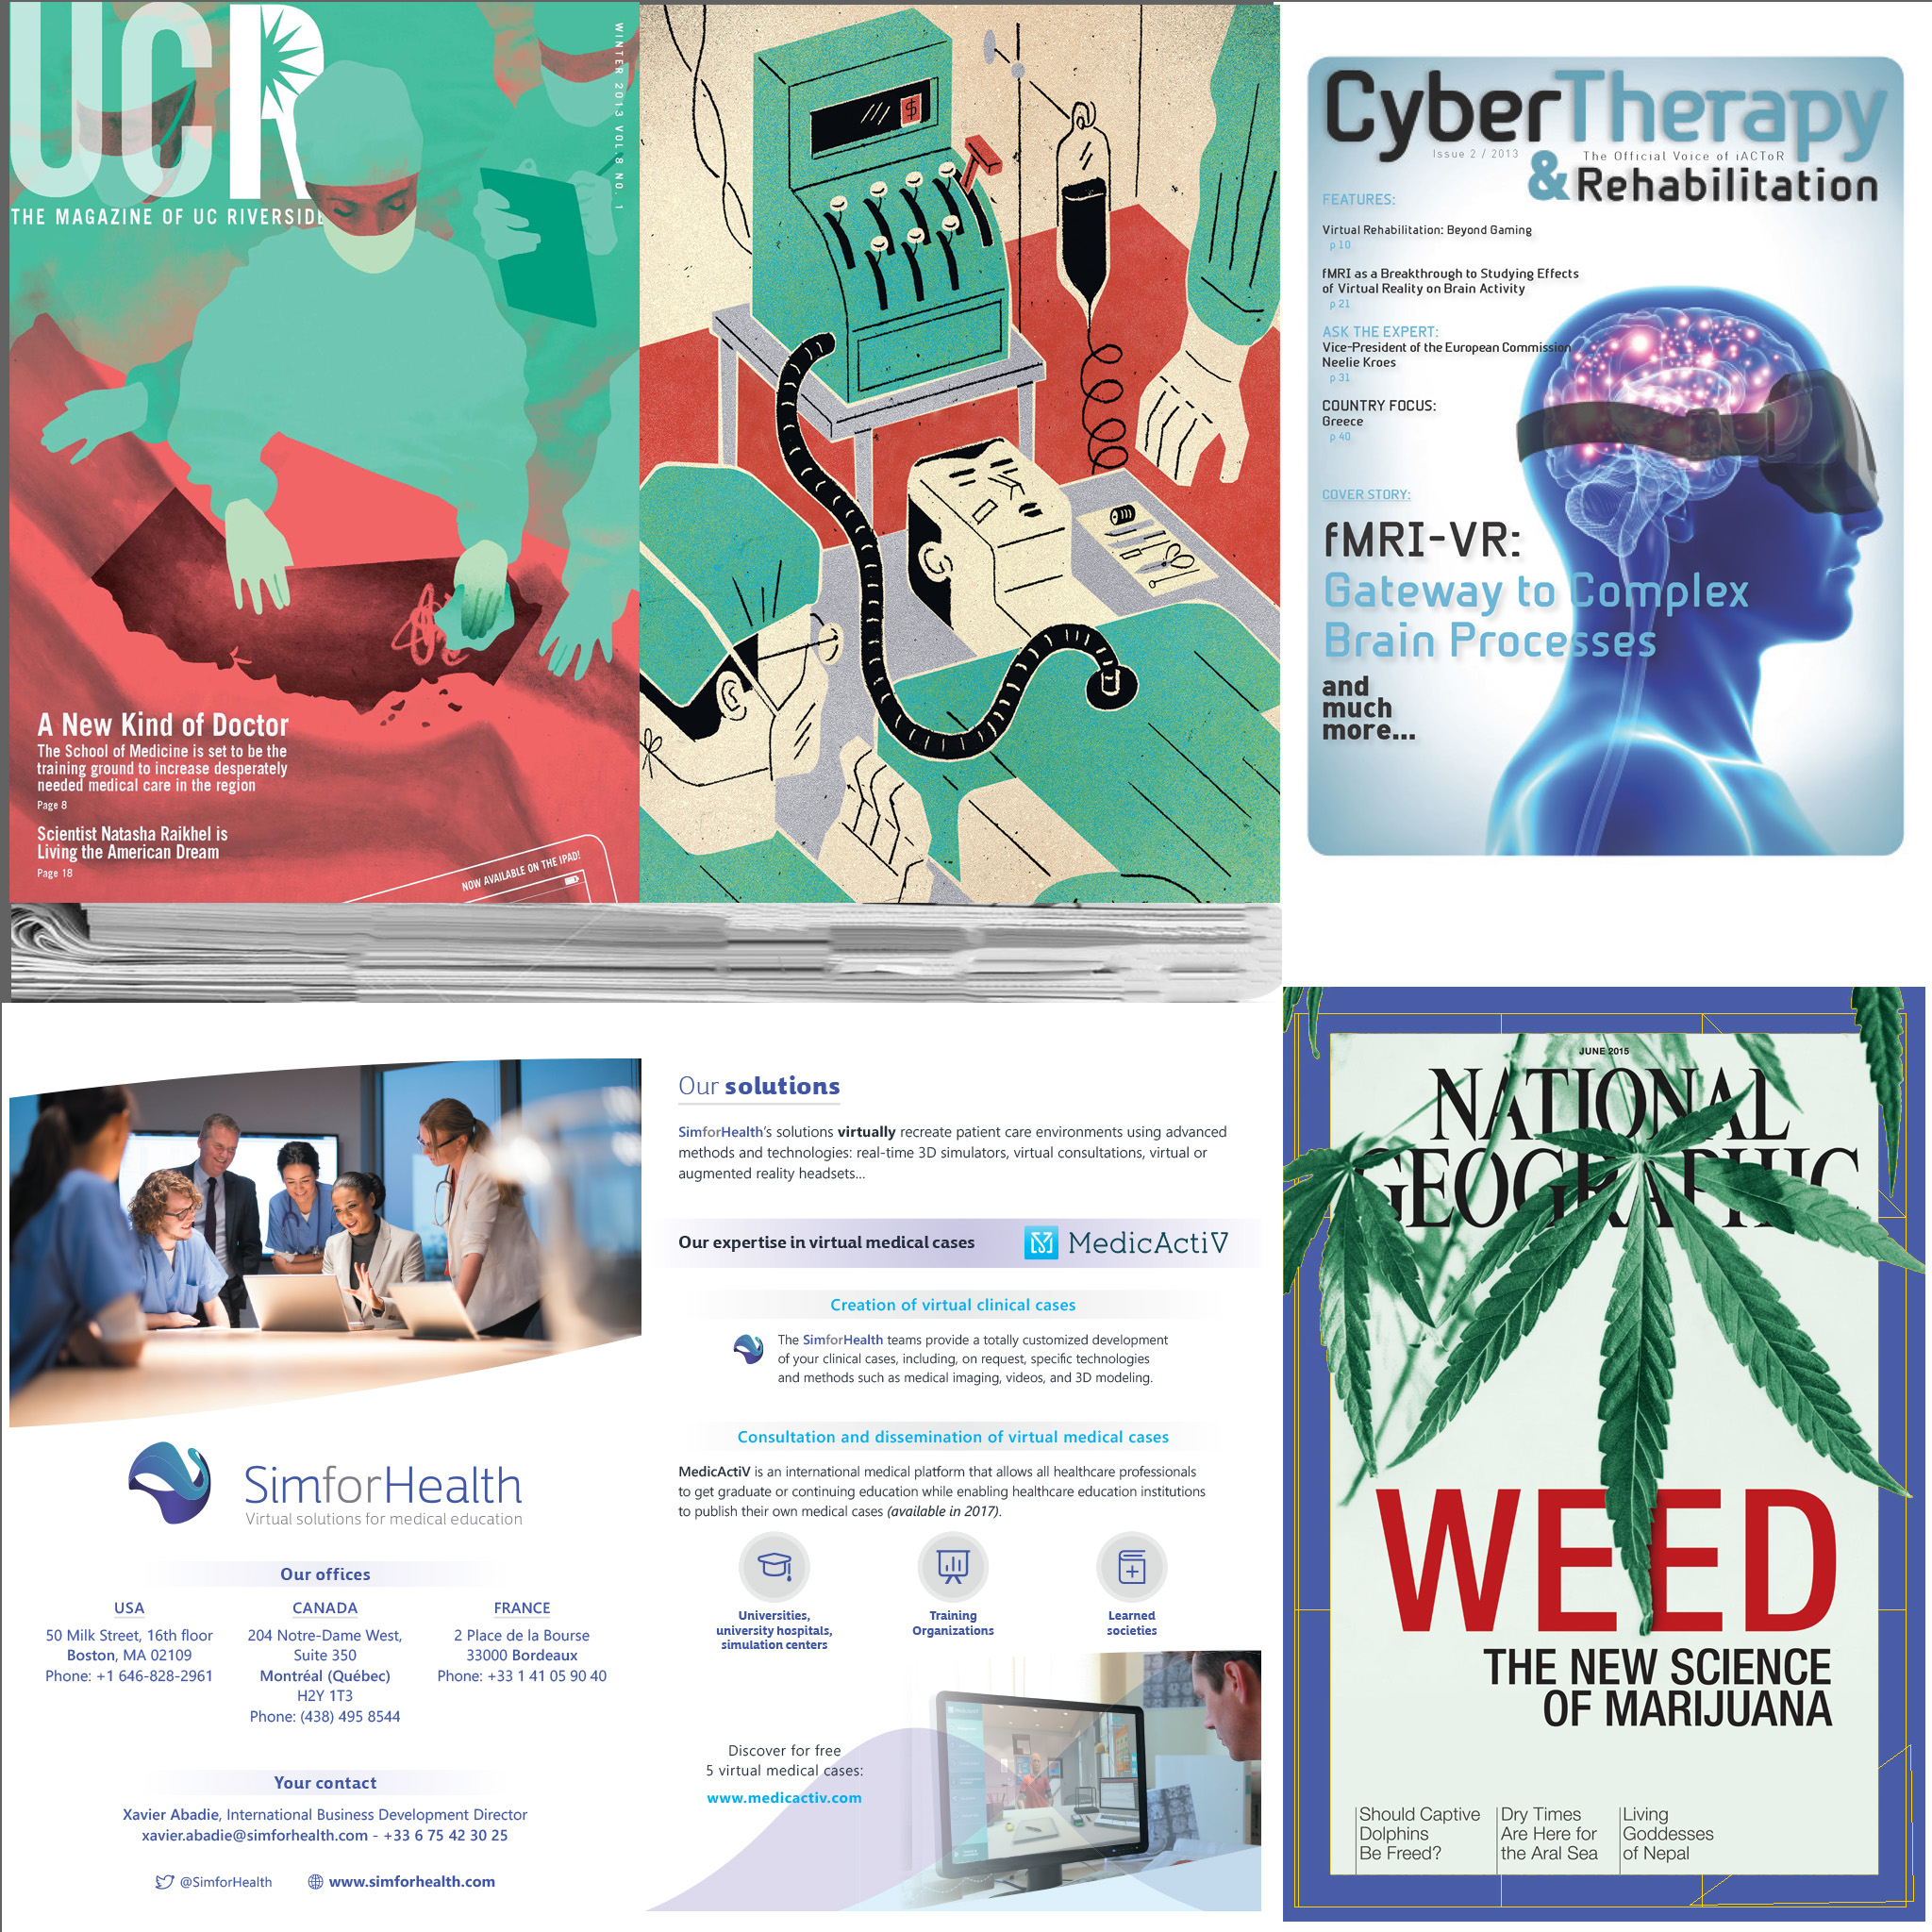 UCR
THE MAGAZINE OF UC RIVERSIDE
WINTER 2013 VOL.8 NO. 1
A New Kind of Doctor
The School of Medicine is set to be the
training ground to increase desperately
needed medical care in the region
Page 8
Scientist Natasha Raikhel is
Living the American Dream
Page 18
NOW AVAILABLE ON THE IPAD!
$
CyberTherapy
Issue 2 / 2013
The Official Voice of iACToR
&Rehabilitation
FEATURES:
Virtual Rehabilitation: Beyond Gaming
p 10
fMRI as a Breakthrough to Studying Effects
of Virtual Reality on Brain Activity
p 21
ASK THE EXPERT:
Vice-President of the European Commission
Neelie Kroes
p 31
COUNTRY FOCUS:
Greece
p 40
COVER STORY:
fMRI-VR:
Gateway to Complex
Brain Processes
and
much
more...
SimforHealth
Virtual solutions for medical education
Our offices
USA
50 Milk Street, 16th floor
Boston, MA 02109
Phone: +1 646-828-2961
CANADA
204 Notre-Dame West,
Suite 350
Montréal (Québec)
H2Y 1T3
Phone: (438) 495 8544
FRANCE
2 Place de la Bourse
33000 Bordeaux
Phone: +33 1 41 05 90 40
Your contact
Xavier Abadie, International Business Development Director
xavier.abadie@simforhealth.com - +33 6 75 42 30 25
@SimforHealth
www.simforhealth.com
Our solutions
SimforHealth's solutions virtually recreate patient care environments using advanced
methods and technologies: real-time 3D simulators, virtual consultations, virtual or
augmented reality headsets...
Our expertise in virtual medical cases
MedicActiV
Creation of virtual clinical cases
The SimforHealth teams provide a totally customized development
of your clinical cases, including, on request, specific technologies
and methods such as medical imaging, videos, and 3D modeling.
Consultation and dissemination of virtual medical cases
MedicActiV is an international medical platform that allows all healthcare professionals
to get graduate or continuing education while enabling healthcare education institutions
to publish their own medical cases (available in 2017).
Universities,
university hospitals,
simulation centers
Training
Organizations
Learned
societies
Discover for free
5 virtual medical cases:
www.medicactiv.com
JUNE 2015
NATIONAL
GEOGRAPHIC
WEED
THE NEW SCIENCE
OF MARIJUANA
Should Captive
Dolphins
Be Freed?
Dry Times
Are Here for
the Aral Sea
Living
Goddesses
of Nepal